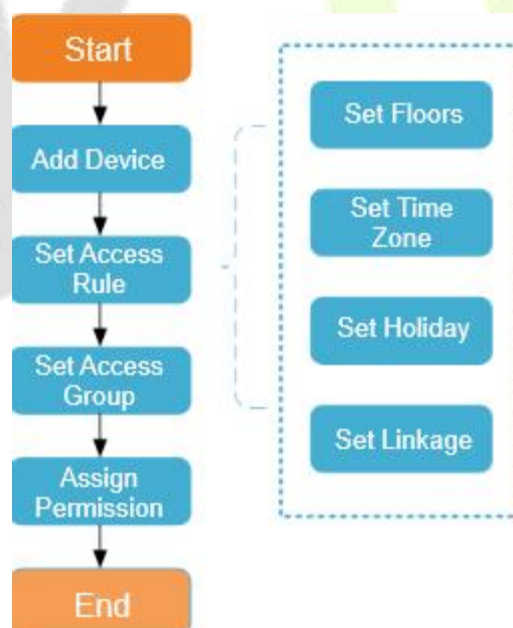 Start
Add Device
Set Access
Rule
Set Access
Group
Assign
Permission
End
Set Floors
Set Time
Zone
Set Holiday
Set Linkage